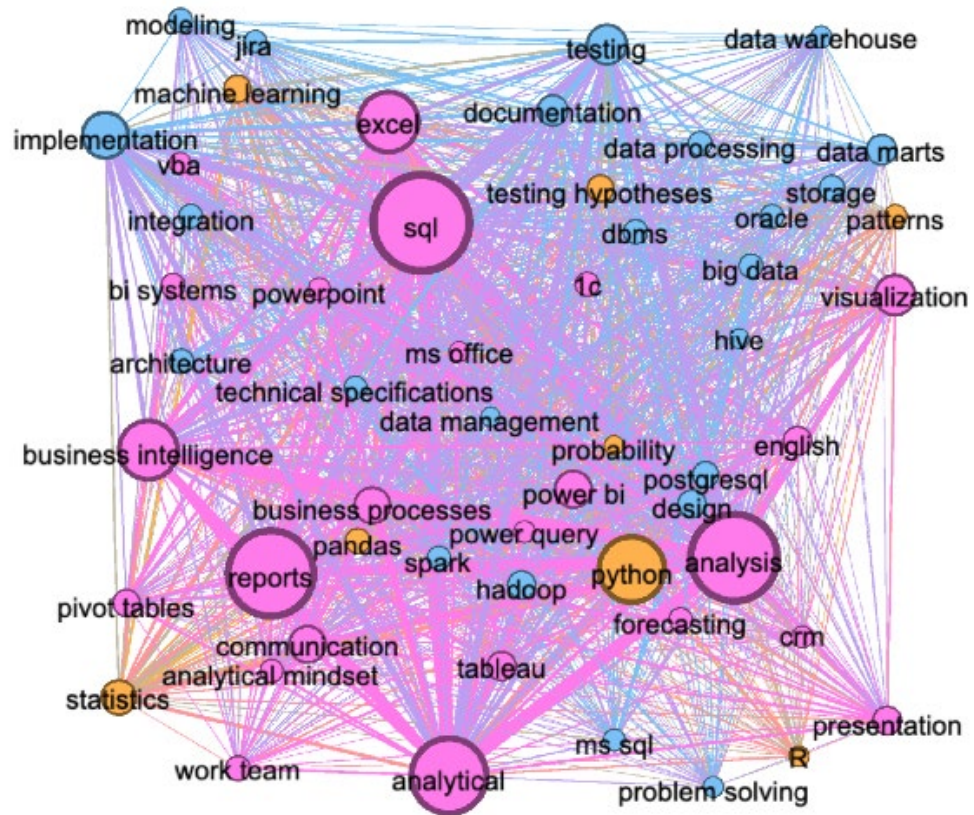 modeling
jira
testing
data warehouse
machine learning
excel
documentation
implementation
vba
data processing
data marts
testing hypotheses
storage
integration
sql
dbms
oracle
patterns
bi systems
powerpoint
1c
big data
visualization
architecture
ms office
hive
technical specifications
data management
business intelligence
probability
english
business processes
power bi
postgresql
design
pandas
power query
reports
spark
hadoop
python
analysis
pivot tables
communication
forecasting
crm
analytical mindset
tableau
statistics
presentation
work team
analytical
ms sql
R
problem solving